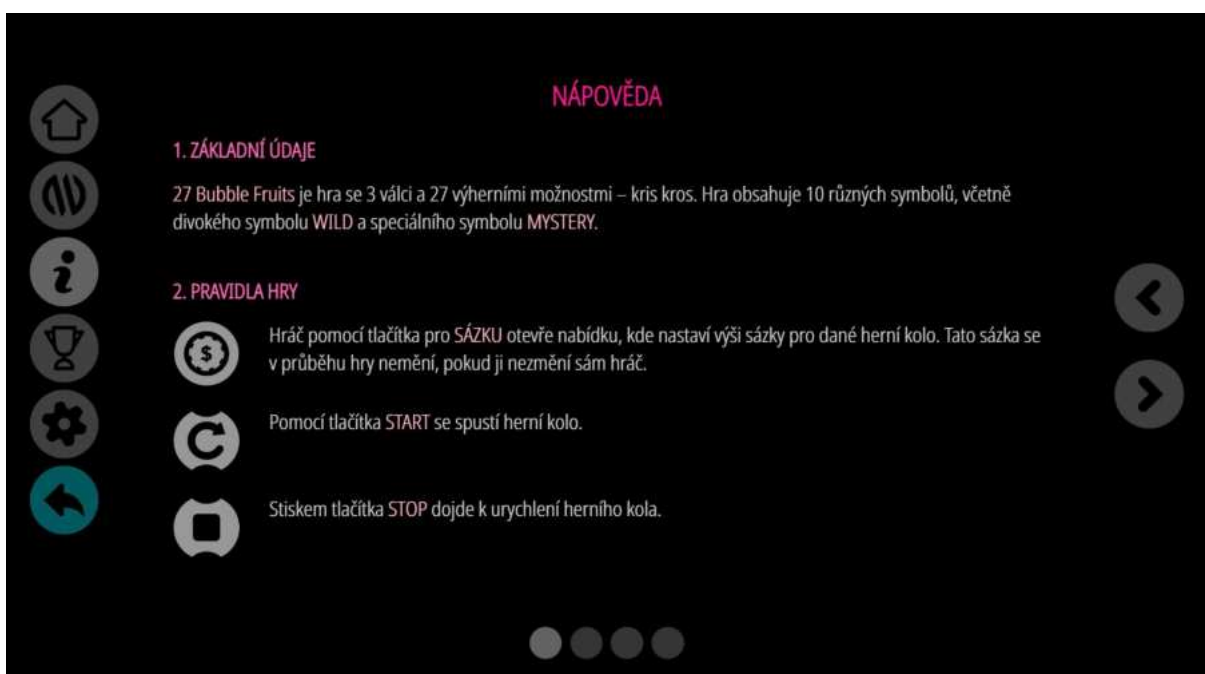 NÁPOVĚDA
1. ZÁKLADNÍ ÚDAJE
27 Bubble Fruits je hra se 3 válci a 27 výherními možnostmi – kris kros. Hra obsahuje 10 různých symbolů, včetně
divokého symbolu WILD a speciálního symbolu MYSTERY.
2. PRAVIDLA HRY
Hráč pomocí tlačítka pro SÁZKU otevře nabídku, kde nastaví výši sázky pro dané herní kolo. Tato sázka se
v průběhu hry nemění, pokud ji nezmění sám hráč.
Pomocí tlačítka START se spustí herní kolo.
Stiskem tlačítka STOP dojde k urychlení herního kola.